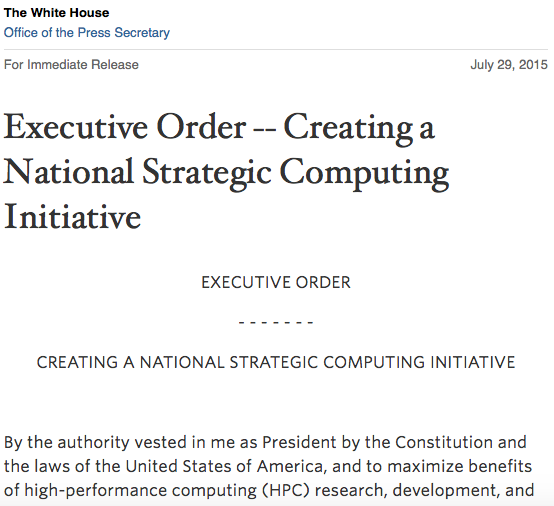 The White House
Office of the Press Secretary
For Immediate Release July 29, 2015
Executive Order -- Creating a
National Strategic Computing
Initiative
EXECUTIVE ORDER
- - - - - - -
CREATING A NATIONAL STRATEGIC COMPUTING INITIATIVE
By the authority vested in me as President by the Constitution and
the laws of the United States of America, and to maximize benefits
of high-performance computing (HPC) research, development, and